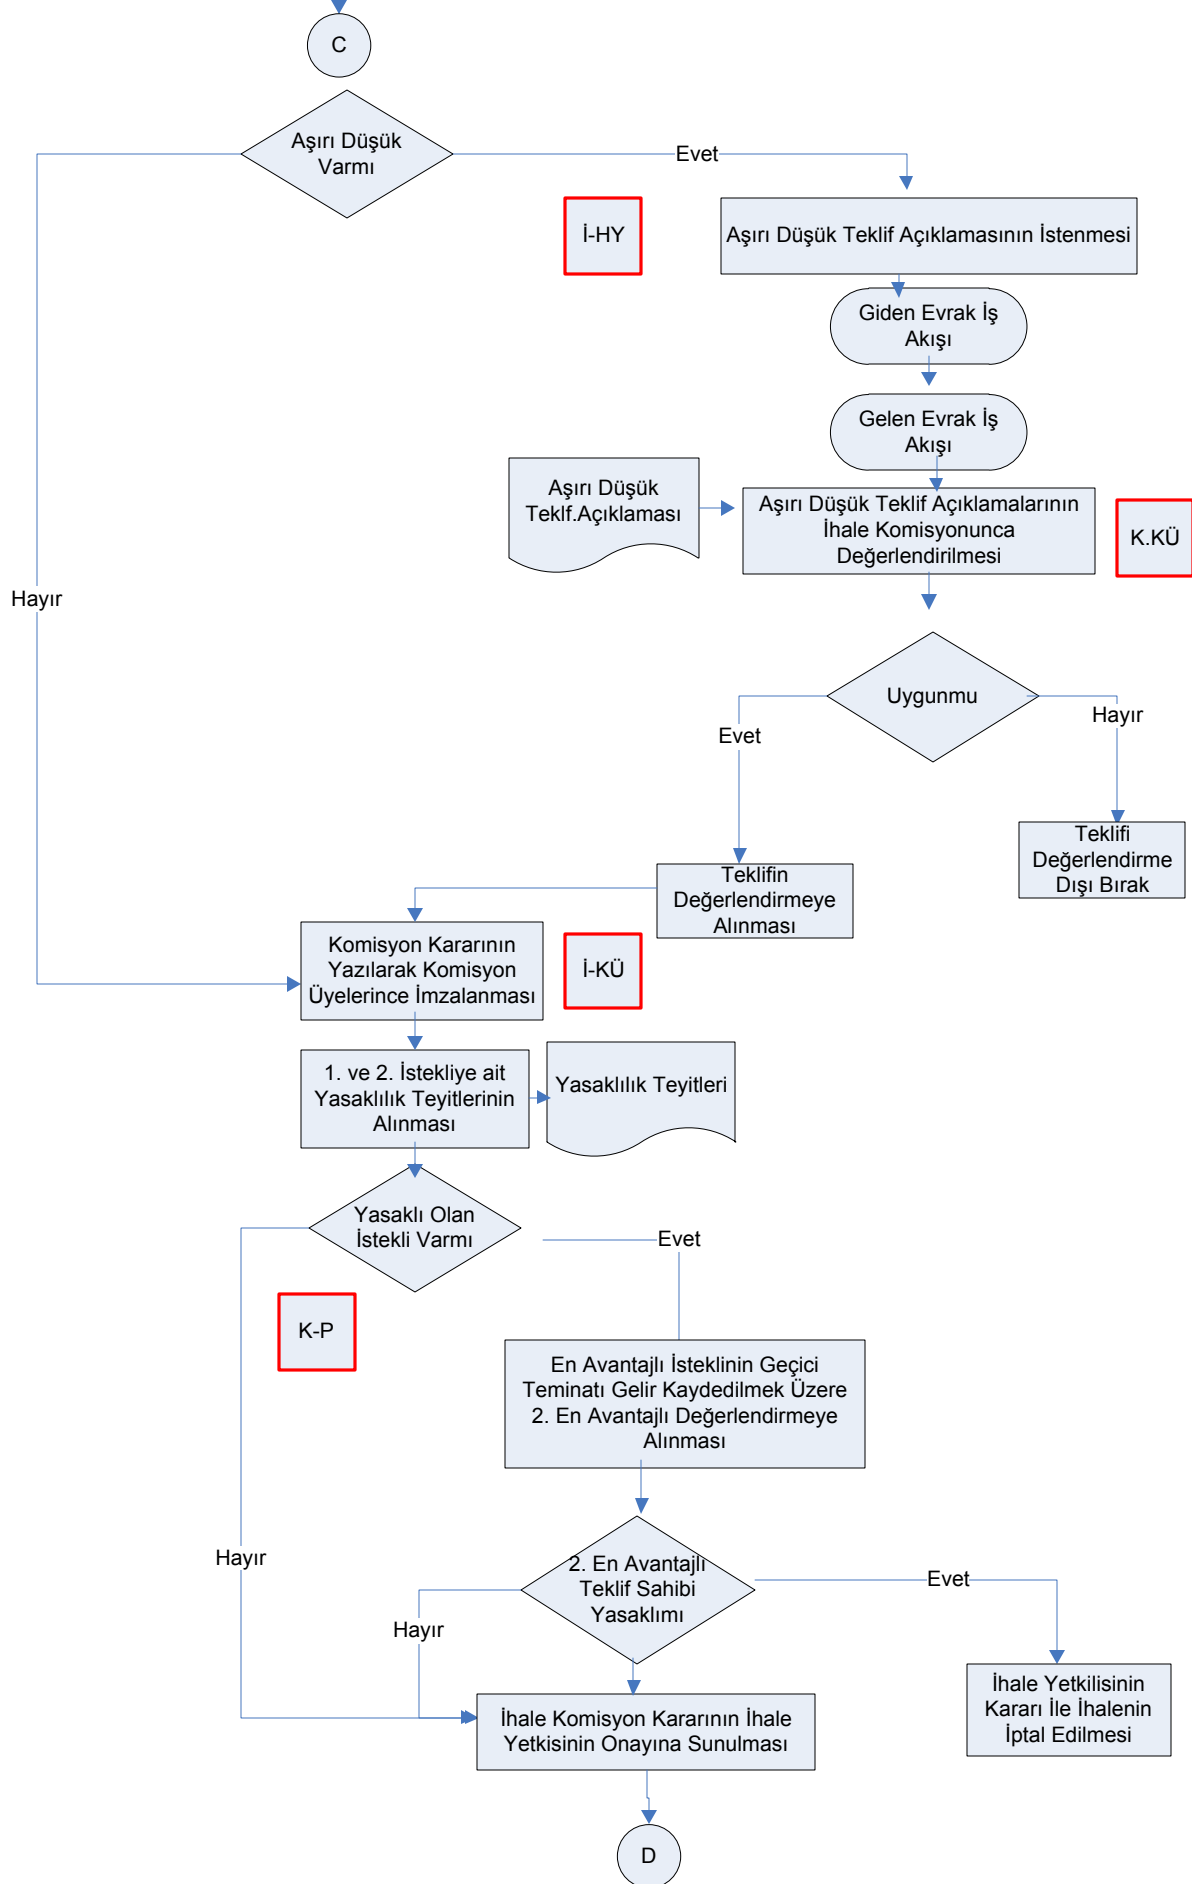 C
Aşırı Düşük
Varmı
Evet
İ-HY
Aşırı Düşük Teklif Açıklamasının İstenmesi
Giden Evrak İş
Akışı
Gelen Evrak İş
Akışı
Aşırı Düşük
Teklf.Açıklaması
Aşırı Düşük Teklif Açıklamalarının
İhale Komisyonunca
Değerlendirilmesi
K.KÜ
Hayır
Uygunmu
Hayır
Evet
Teklifi
Değerlendirme
Dışı Bırak
Teklifin
Değerlendirmeye
Alınması
Komisyon Kararının
Yazılarak Komisyon
Üyelerince İmzalanması
İ-KÜ
1. ve 2. İstekliye ait
Yasaklılık Teyitlerinin
Alınması
Yasaklılık Teyitleri
Yasaklı Olan
İstekli Varmı
Evet
K-P
En Avantajlı İsteklinin Geçici
Teminatı Gelir Kaydedilmek Üzere
2. En Avantajlı Değerlendirmeye
Alınması
Hayır
2. En Avantajlı
Teklif Sahibi
Yasaklımı
Evet
Hayır
İhale Komisyon Kararının İhale
Yetkisinin Onayına Sunulması
İhale Yetkilisinin
Kararı İle İhalenin
İptal Edilmesi
D